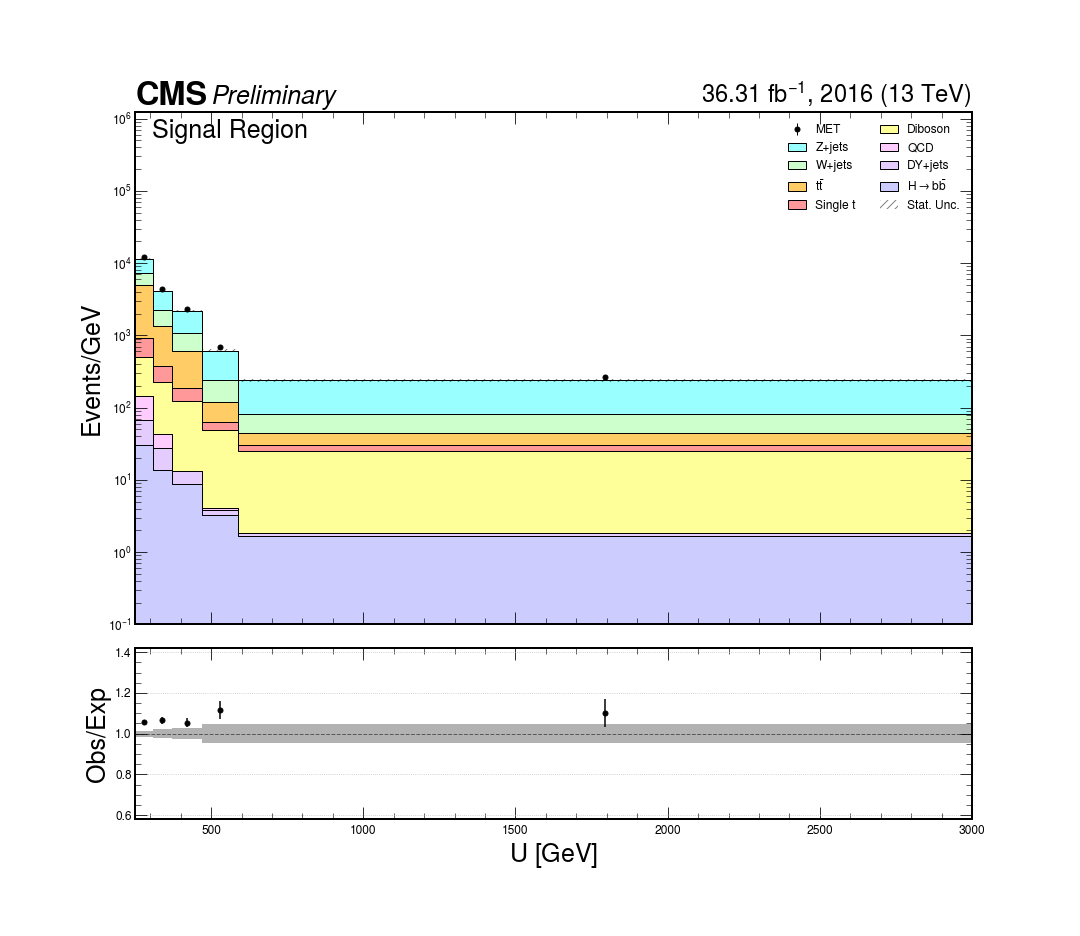 CMS Preliminary 36.31 fb⁻¹, 2016 (13 TeV)
Signal Region
MET Diboson
Z+jets QCD
W+jets DY+jets
tt̄ H→bb̄
Single t Stat. Unc.
10⁶
10⁵
10⁴
10³
10²
10¹
10⁰
10⁻¹
Events/GeV
1.4
1.2
1.0
0.8
0.6
Obs/Exp
500 1000 1500 2000 2500 3000
U [GeV]